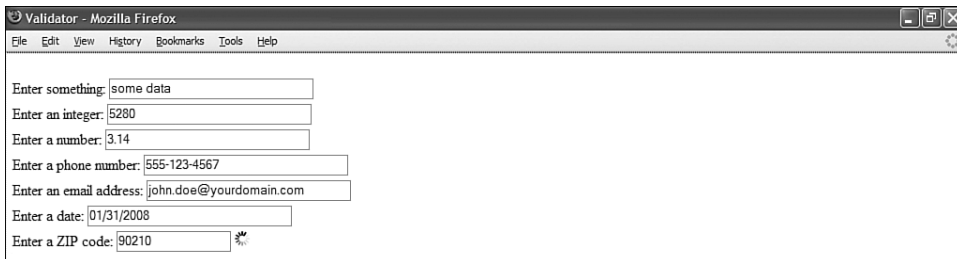 Validator - Mozilla Firefox
File Edit View History Bookmarks Tools Help
Enter something: some data
Enter an integer: 5280
Enter a number: 3.14
Enter a phone number: 555-123-4567
Enter an email address: john.doe@yourdomain.com
Enter a date: 01/31/2008
Enter a ZIP code: 90210